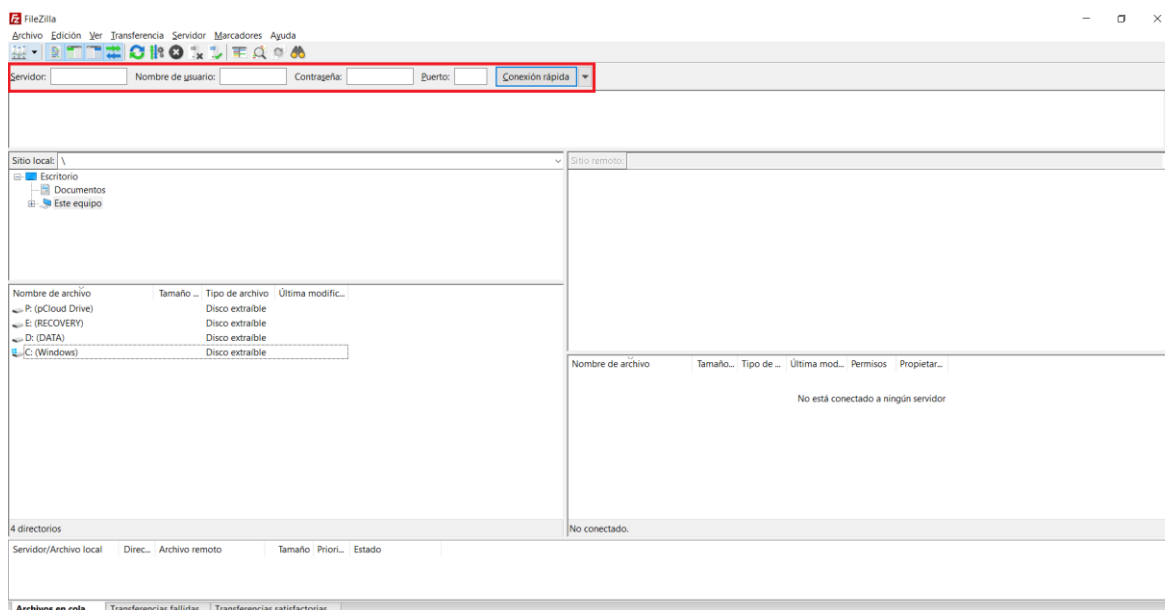 FileZilla
Archivo Edición Ver Transferencia Servidor Marcadores Ayuda
Servidor: Nombre de usuario: Contraseña: Puerto: Conexión rápida
Sitio local: \ Sitio remoto:
Escritorio
Documentos
Este equipo
Nombre de archivo Tamaño ... Tipo de archivo Última modific...
P: (pCloud Drive) Disco extraíble
E: (RECOVERY) Disco extraíble
D: (DATA) Disco extraíble
C: (Windows) Disco extraíble
4 directorios
Nombre de archivo Tamaño... Tipo de ... Última mod... Permisos Propietar...
No está conectado a ningún servidor
No conectado.
Servidor/Archivo local Direc... Archivo remoto Tamaño Priori... Estado
Archivos en cola Transferencias fallidas Transferencias satisfactorias